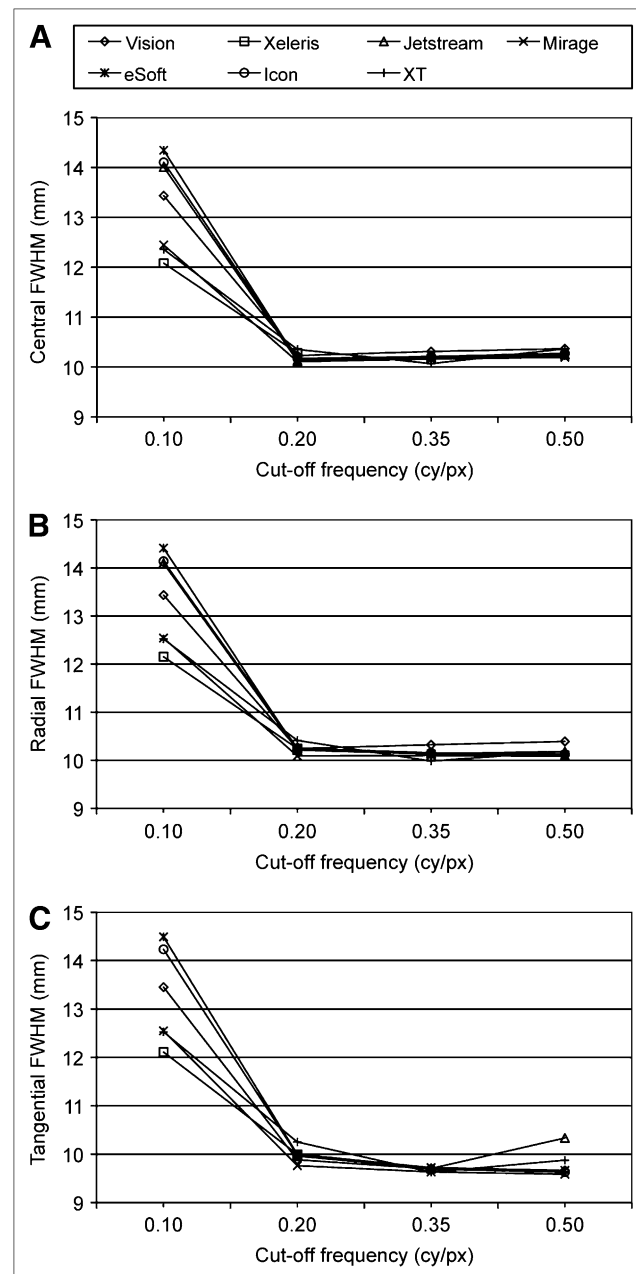 A
Vision Xeleris Jetstream Mirage
eSoft Icon XT
Central FWHM (mm)
15
14
13
12
11
10
9
0.10 0.20 0.35 0.50
Cut-off frequency (cy/px)
B
Radial FWHM (mm)
15
14
13
12
11
10
9
0.10 0.20 0.35 0.50
Cut-off frequency (cy/px)
C
Tangential FWHM (mm)
15
14
13
12
11
10
9
0.10 0.20 0.35 0.50
Cut-off frequency (cy/px)